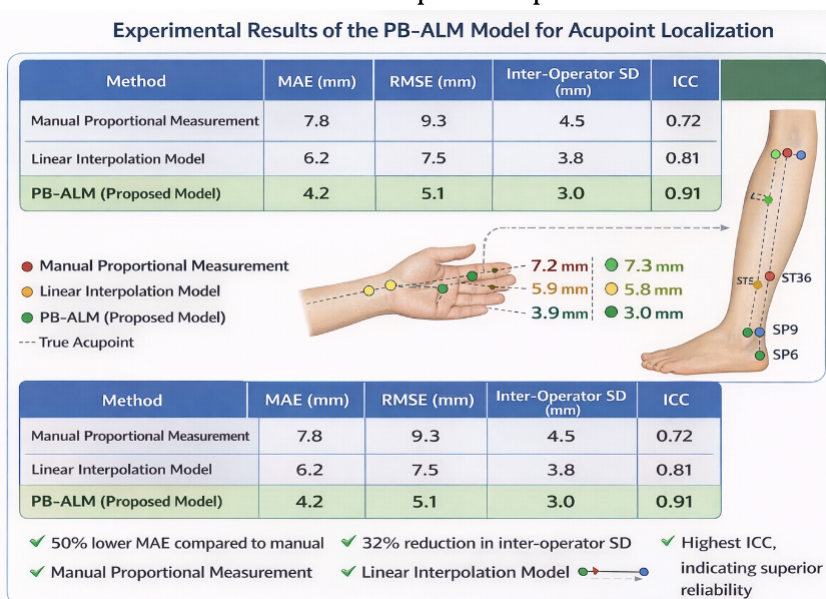 Experimental Results of the PB-ALM Model for Acupoint Localization
Method MAE (mm) RMSE (mm) Inter-Operator SD (mm) ICC
Manual Proportional Measurement 7.8 9.3 4.5 0.72
Linear Interpolation Model 6.2 7.5 3.8 0.81
PB-ALM (Proposed Model) 4.2 5.1 3.0 0.91
Manual Proportional Measurement
Linear Interpolation Model
PB-ALM (Proposed Model)
True Acupoint
7.2 mm 7.3 mm
5.9 mm 5.8 mm
3.9 mm 3.0 mm
ST36
SP9
SP6
Method MAE (mm) RMSE (mm) Inter-Operator SD (mm) ICC
Manual Proportional Measurement 7.8 9.3 4.5 0.72
Linear Interpolation Model 6.2 7.5 3.8 0.81
PB-ALM (Proposed Model) 4.2 5.1 3.0 0.91
50% lower MAE compared to manual 32% reduction in inter-operator SD Highest ICC,
Manual Proportional Measurement Linear Interpolation Model indicating superior
reliability